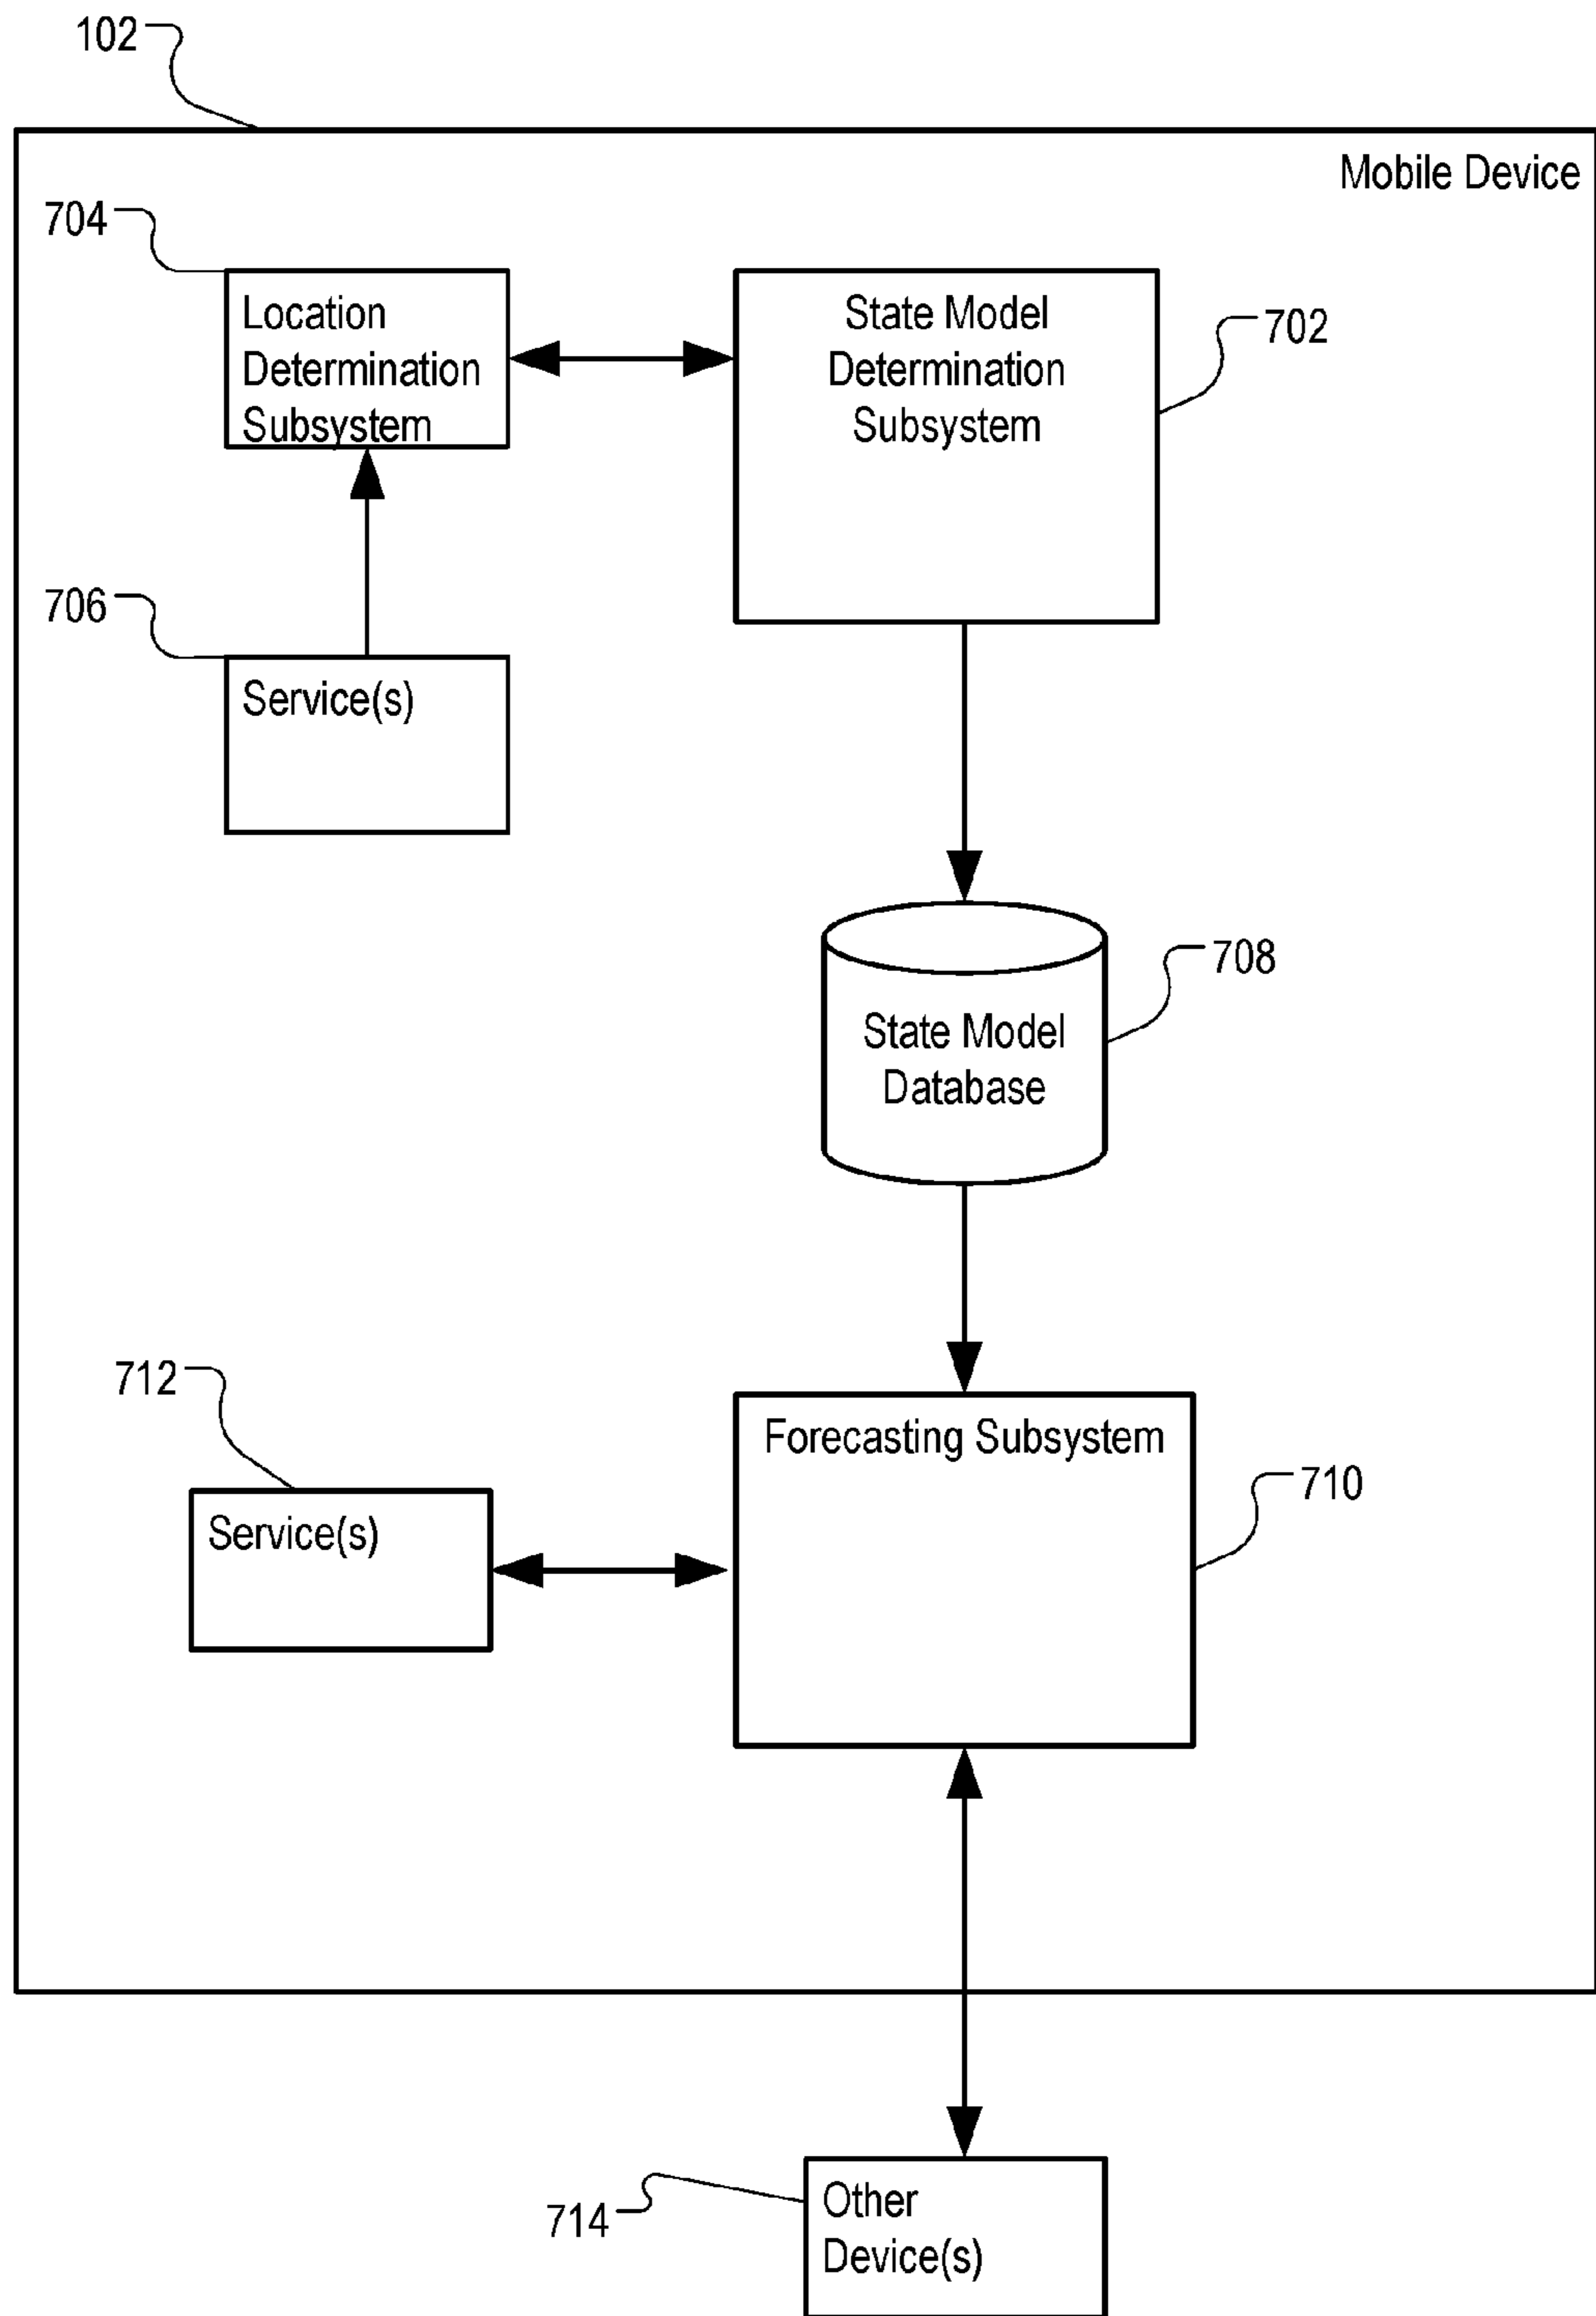 102
Mobile Device
704
Location
Determination
Subsystem
State Model
Determination
Subsystem
702
706
Service(s)
708
State Model
Database
712
Forecasting Subsystem
710
Service(s)
714
Other
Device(s)